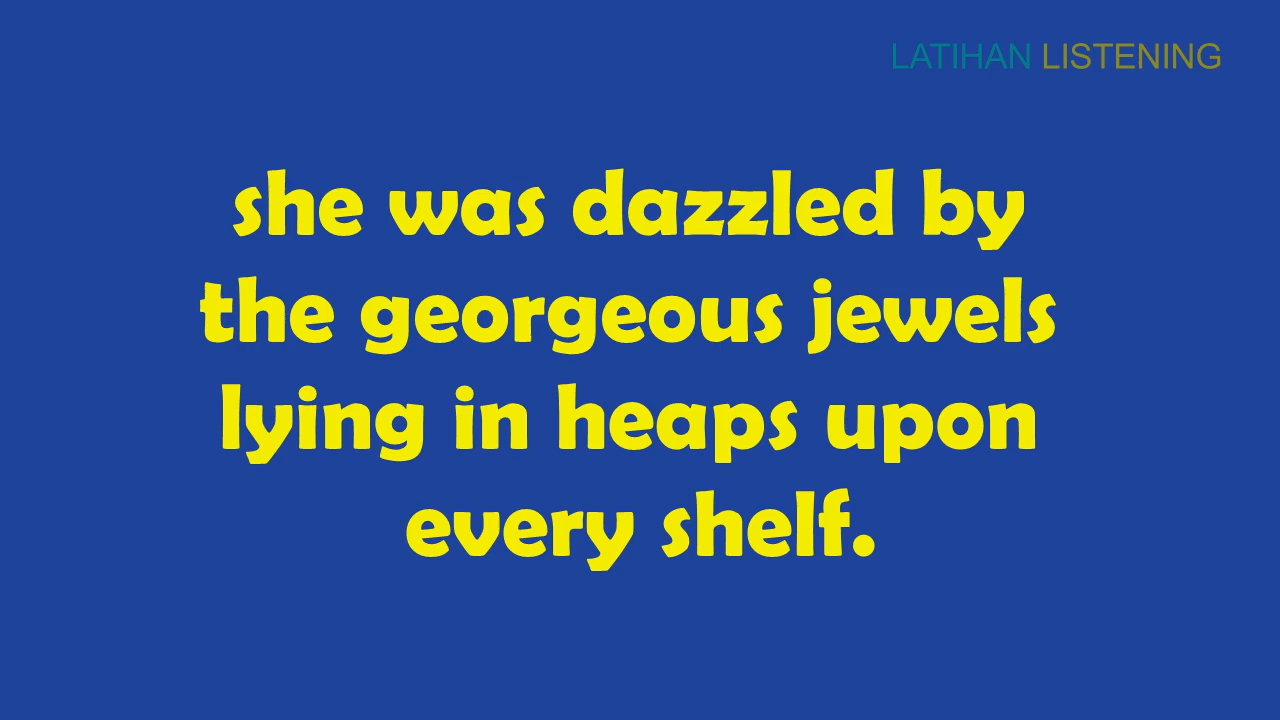 LATIHAN LISTENING
she was dazzled by
the georgeous jewels
lying in heaps upon
every shelf.